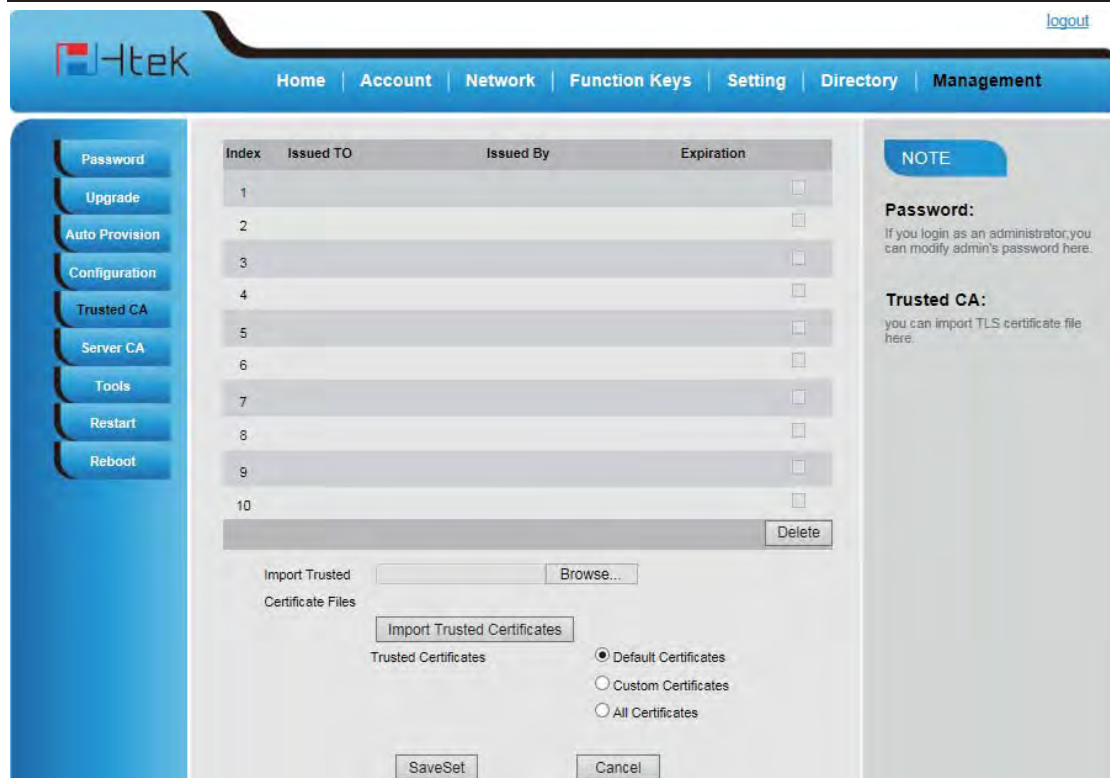 logout
Htek
Home Account Network Function Keys Setting Directory Management
Password
Upgrade
Auto Provision
Configuration
Trusted CA
Server CA
Tools
Restart
Reboot
Index Issued TO Issued By Expiration
1
2
3
4
5
6
7
8
9
10
Delete
Import Trusted
Certificate Files
Browse...
Import Trusted Certificates
Trusted Certificates
Default Certificates
Custom Certificates
All Certificates
SaveSet Cancel
NOTE
Password:
If you login as an administrator,you
can modify admin's password here.
Trusted CA:
you can import TLS certificate file
here.